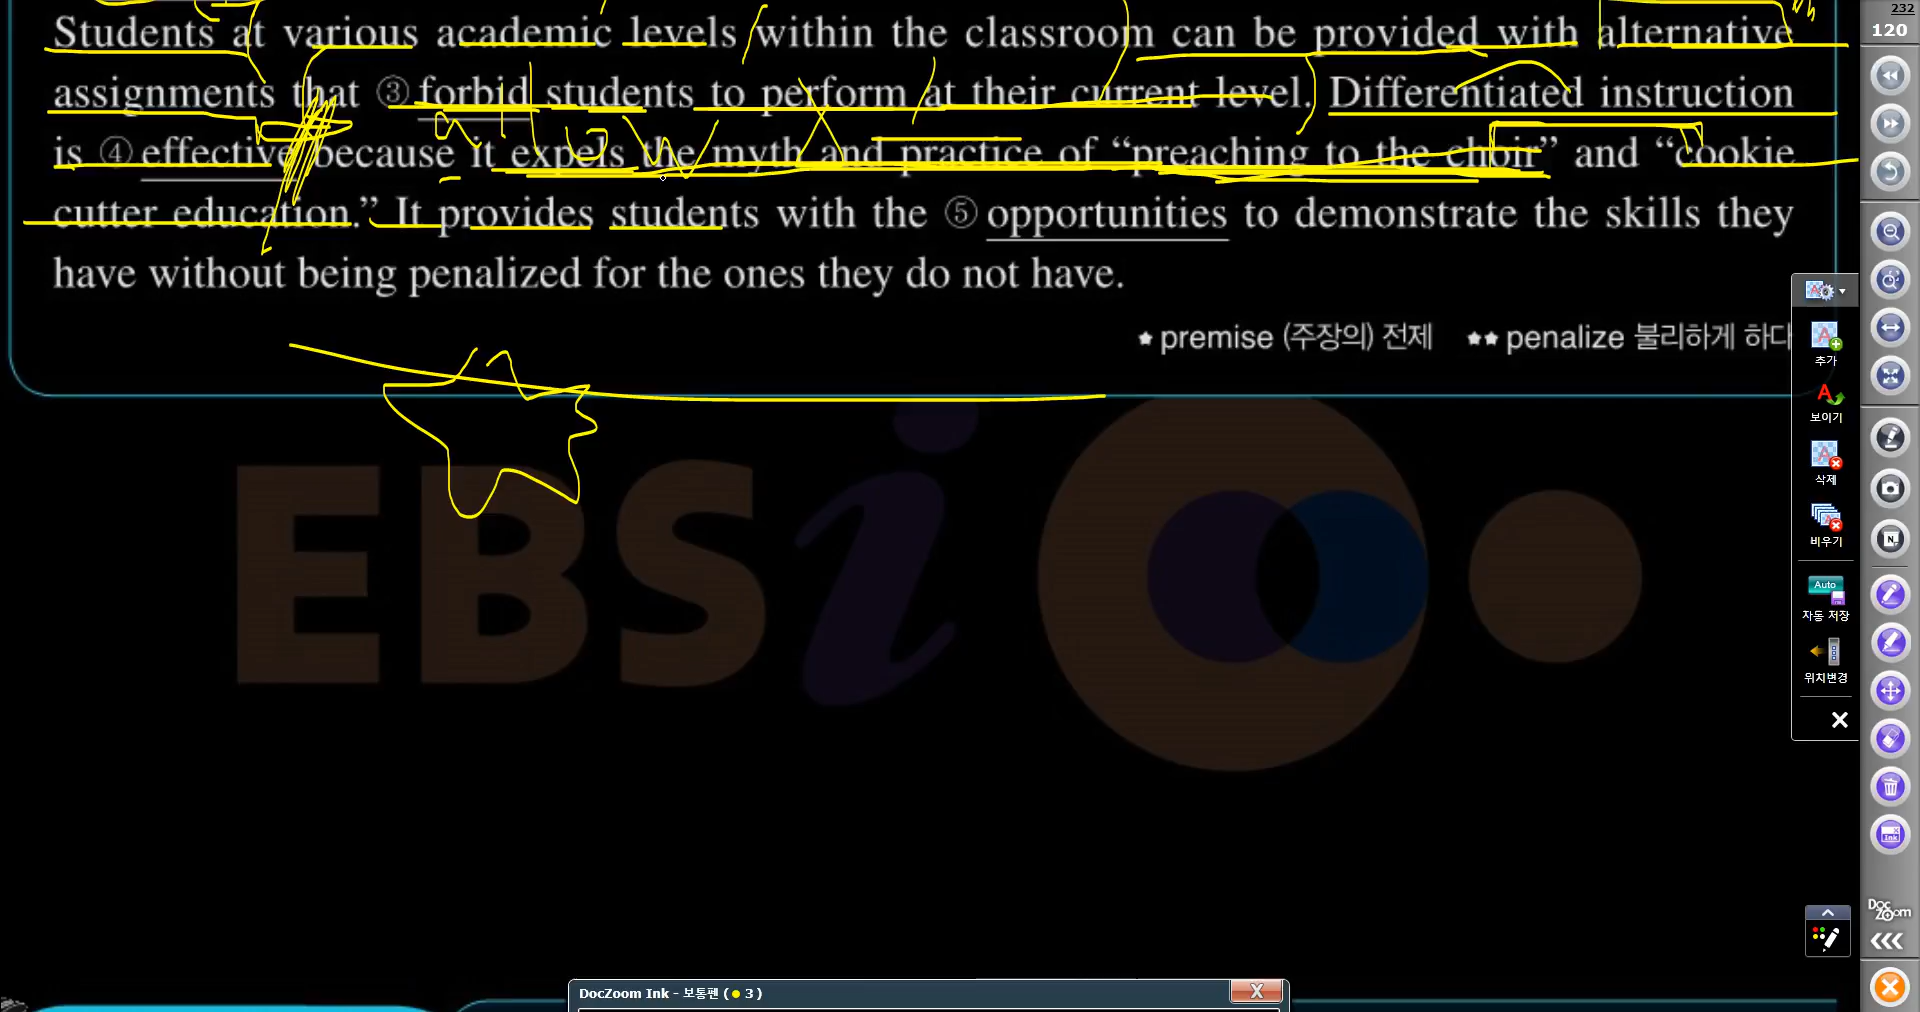 232
120
Students at various academic levels within the classroom can be provided with alternative
assignments that ③ forbid students to perform at their current level. Differentiated instruction
is ④ effective because it expels the myth and practice of “preaching to the choir” and “cookie
cutter education.” It provides students with the ⑤ opportunities to demonstrate the skills they
have without being penalized for the ones they do not have.
allow
★ premise (주장의) 전제 ★★ penalize 불리하게 하다
EBSi
추가
보이기
삭제
비우기
Auto
자동 저장
위치변경
DocZoom
DocZoom Ink - 보통펜 ( 3 )